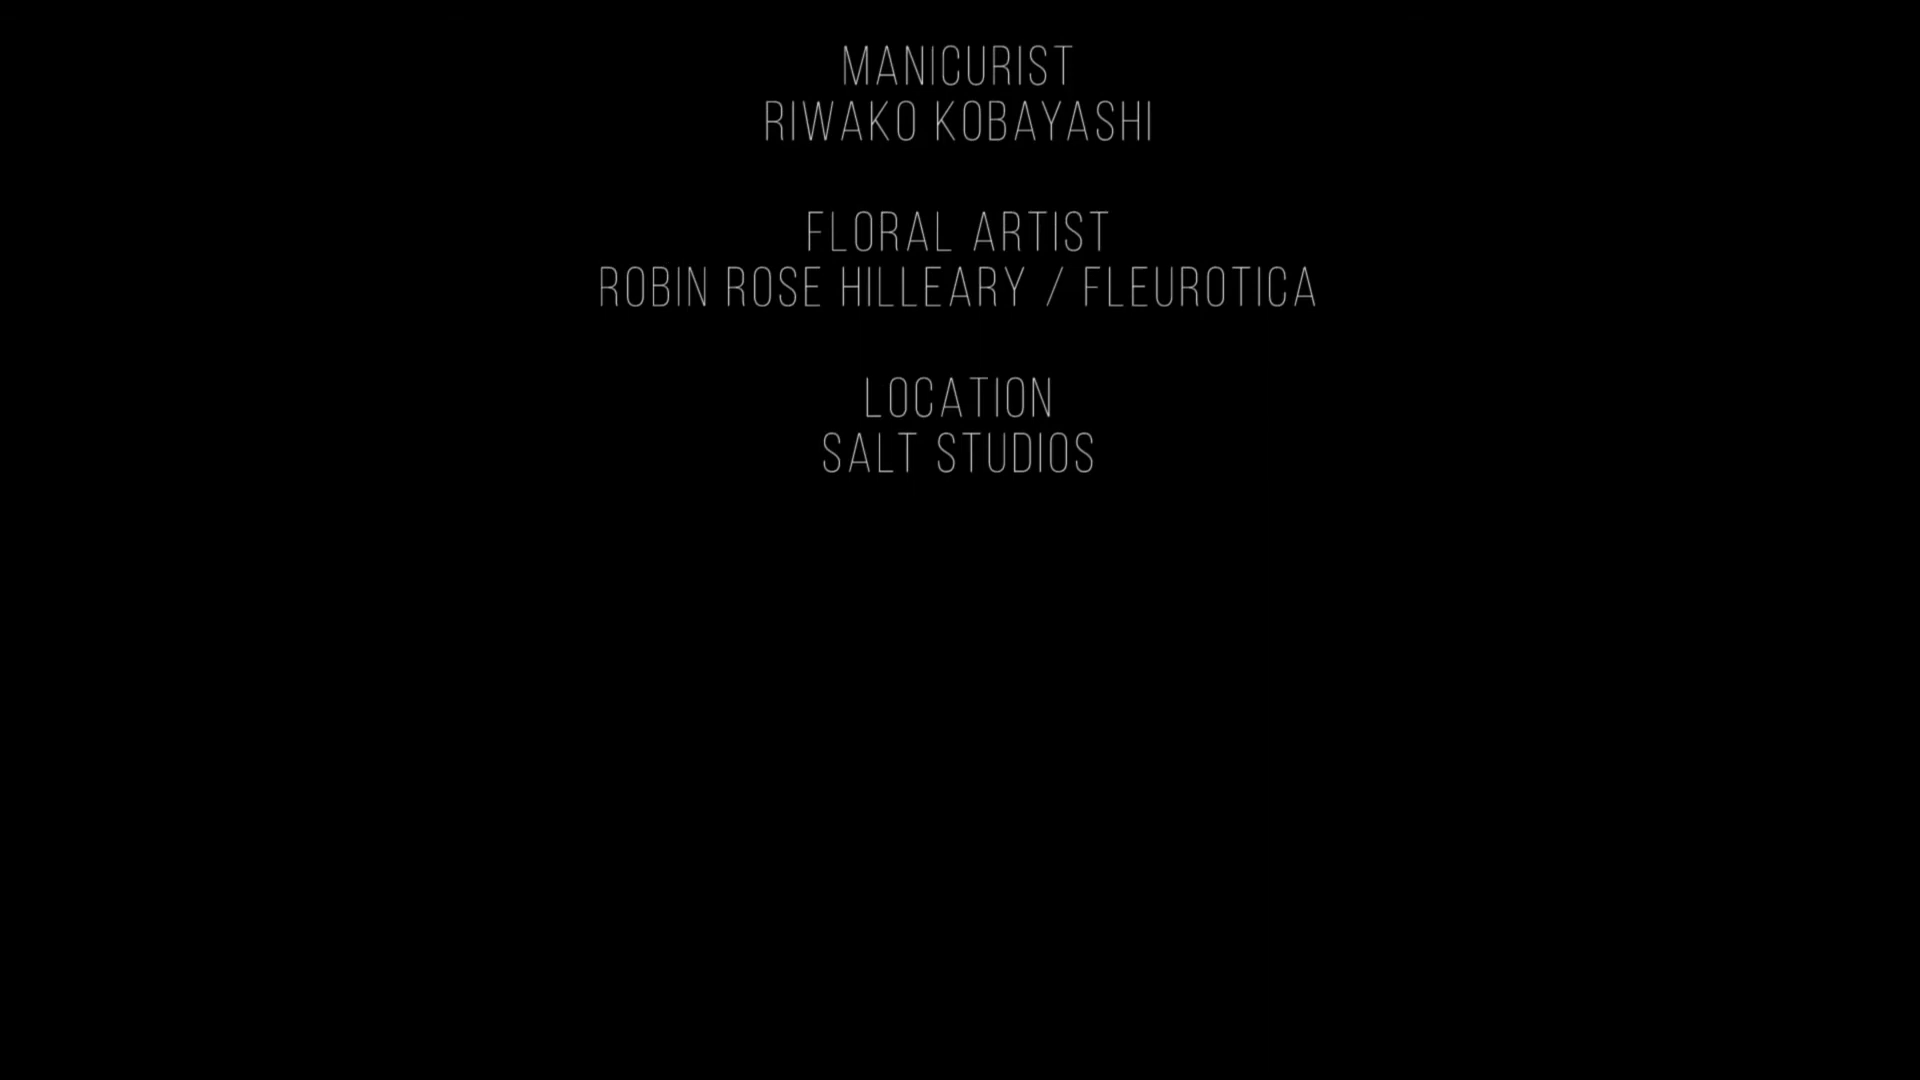 MANICURIST
RIWAKO KOBAYASHI
FLORAL ARTIST
ROBIN ROSE HILLEARY / FLEUROTICA
LOCATION
SALT STUDIOS